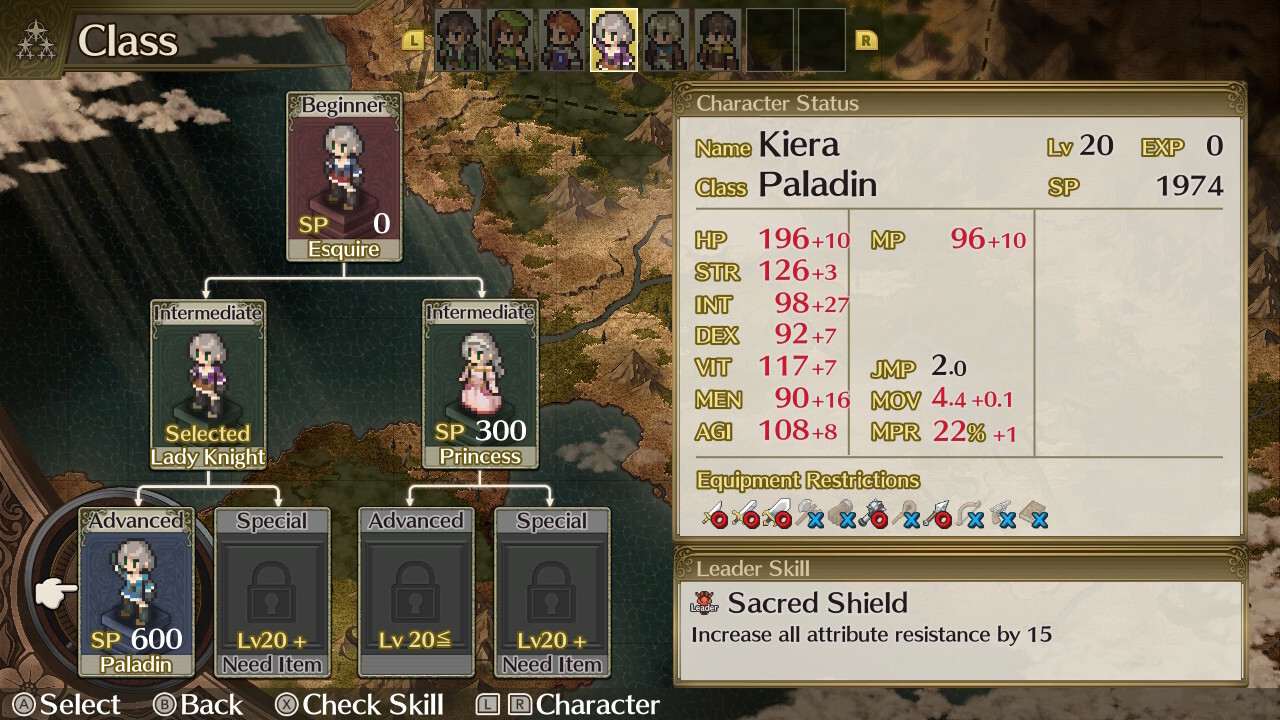 Class
L
R
Beginner
SP 0
Esquire
Intermediate
Selected
Lady Knight
Intermediate
SP 300
Princess
Advanced
SP 600
Paladin
Special
Lv20 +
Need Item
Advanced
Lv 20≦
Special
Lv20 +
Need Item
Character Status
Name Kiera Lv 20 EXP 0
Class Paladin SP 1974
HP 196+10 MP 96+10
STR 126+3
INT 98+27
DEX 92+7
VIT 117+7 JMP 2.0
MEN 90+16 MOV 4.4 +0.1
AGI 108+8 MPR 22% +1
Equipment Restrictions
Leader Skill
Leader Sacred Shield
Increase all attribute resistance by 15
A Select B Back X Check Skill L R Character